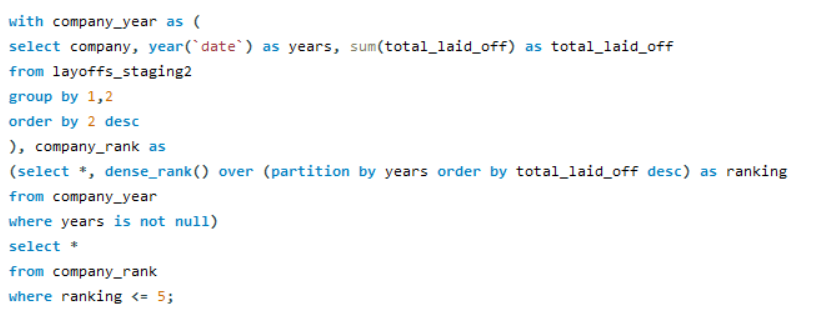 with company_year as (
select company, year(`date`) as years, sum(total_laid_off) as total_laid_off
from layoffs_staging2
group by 1,2
order by 2 desc
), company_rank as
(select *, dense_rank() over (partition by years order by total_laid_off desc) as ranking
from company_year
where years is not null)
select *
from company_rank
where ranking <= 5;